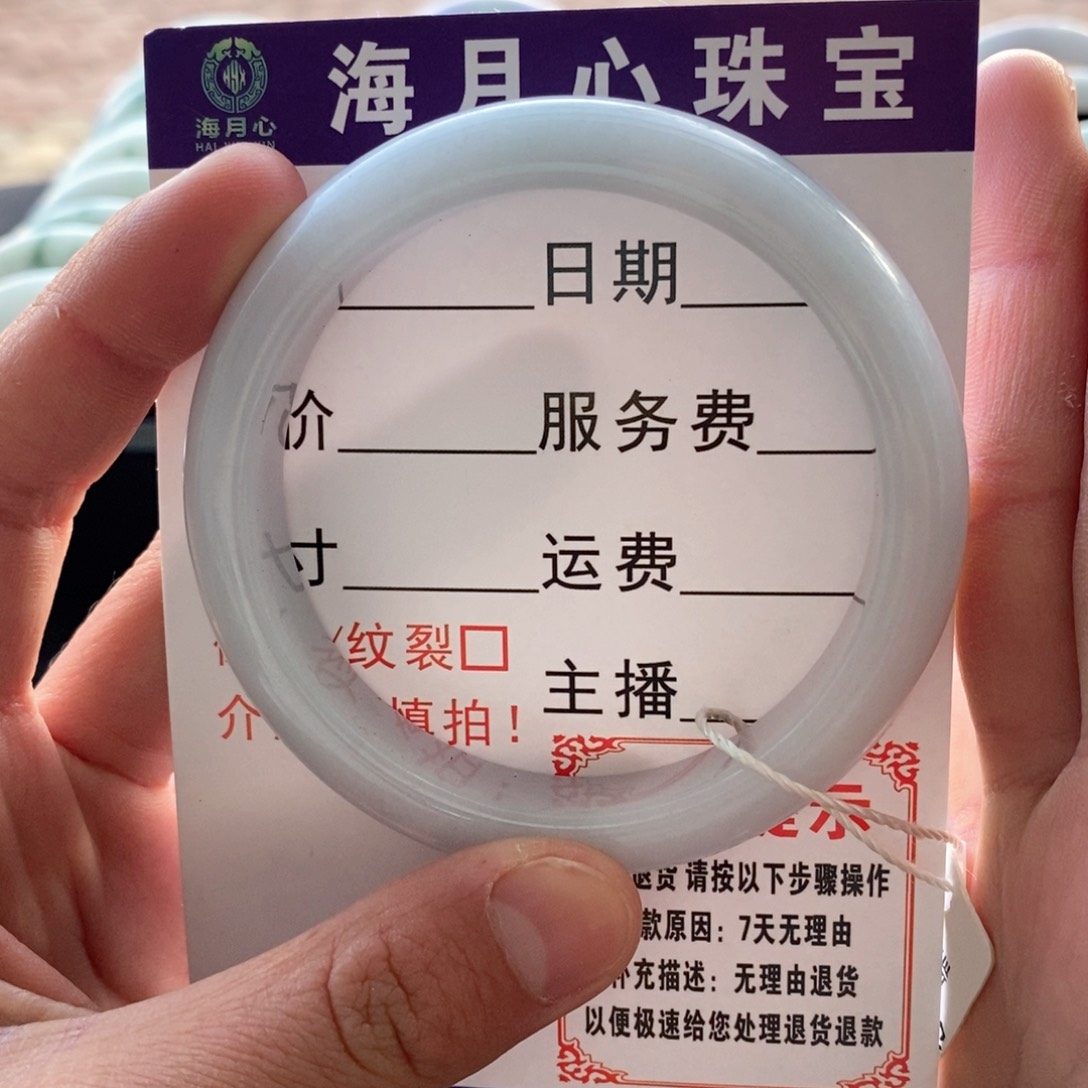 海月心珠宝
海月心
日期
价 服务费
寸 运费
/纹裂□
主播
介 慎拍！
提示
退货 请按以下步骤操作
款原因：7天无理由
补充描述：无理由退货
以便极速给您处理退货退款